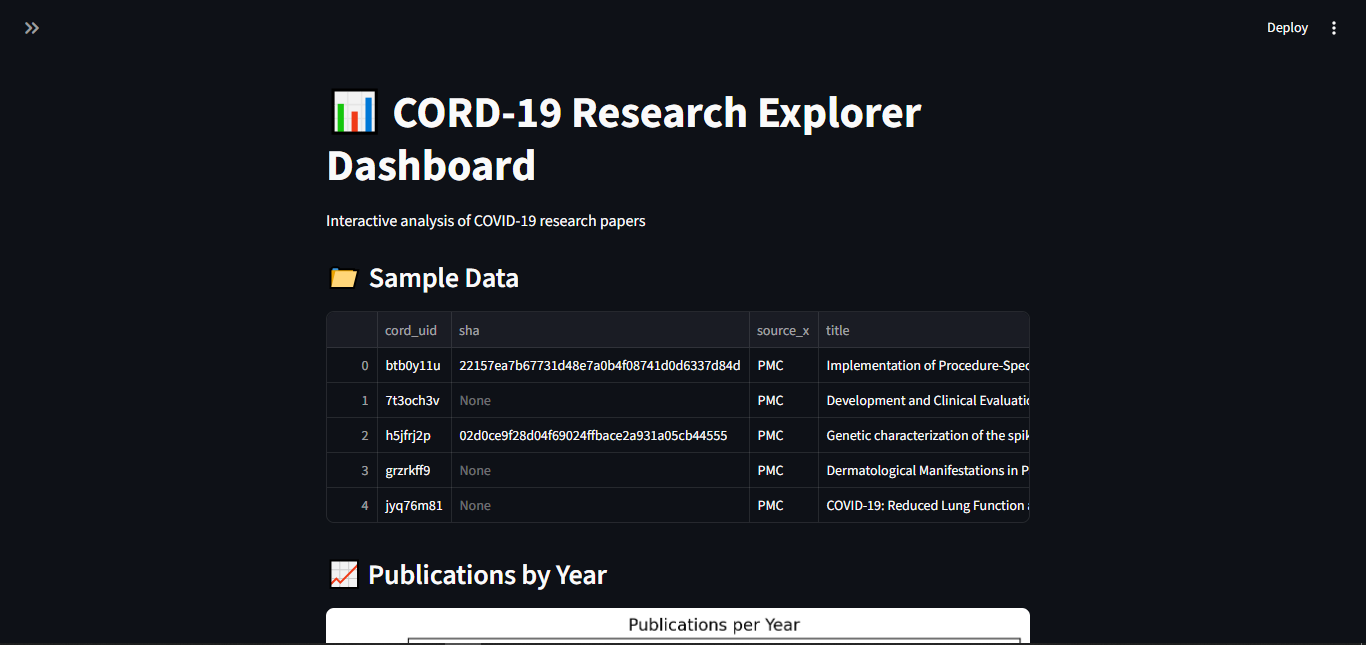 Deploy
CORD-19 Research Explorer
Dashboard
Interactive analysis of COVID-19 research papers
Sample Data
cord_uid sha source_x title
0 btb0y11u 22157ea7b67731d48e7a0b4f08741d0d6337d84d PMC Implementation of Procedure-Spec
1 7t3och3v None PMC Development and Clinical Evaluatio
2 h5jfrj2p 02d0ce9f28d04f69024ffbace2a931a05cb44555 PMC Genetic characterization of the spik
3 grzrkff9 None PMC Dermatological Manifestations in P
4 jyq76m81 None PMC COVID-19: Reduced Lung Function a
Publications by Year
Publications per Year